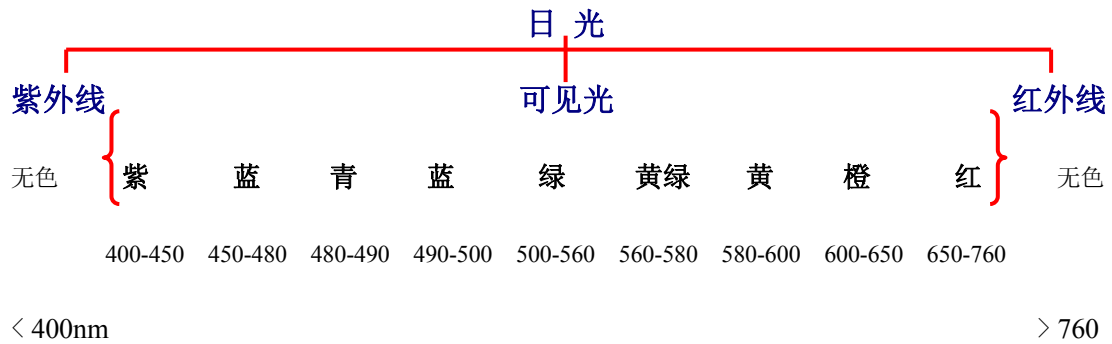 日 光
紫外线 可见光 红外线
无色 紫 蓝 青 蓝 绿 黄绿 黄 橙 红 无色
400-450 450-480 480-490 490-500 500-560 560-580 580-600 600-650 650-760
＜400nm ＞760